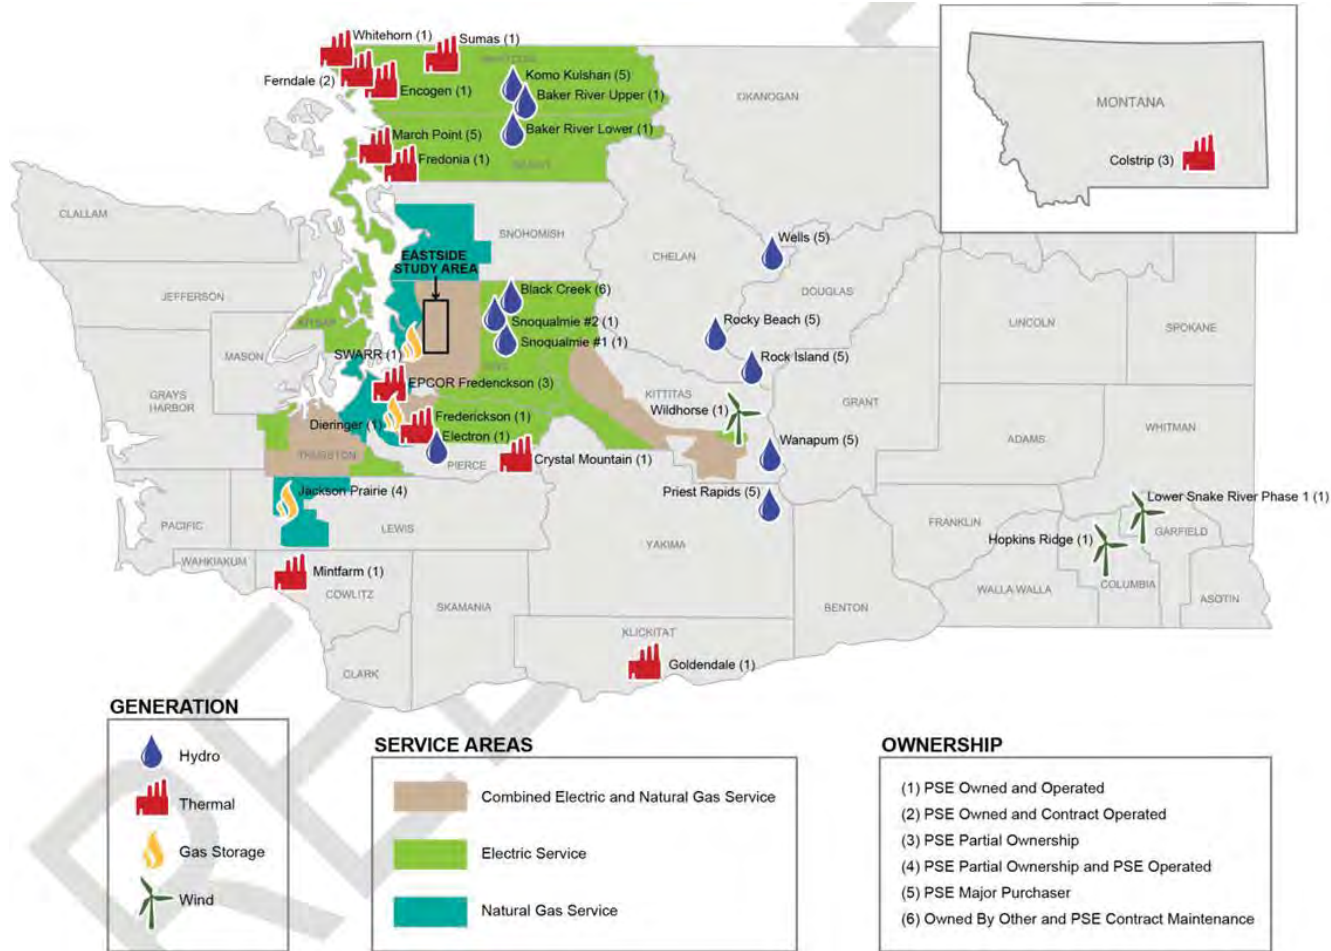 Whitehorn (1)
Sumas (1)
WHATCOM
Ferndale (2)
Encogen (1)
Komo Kulshan (5)
Baker River Upper (1)
Baker River Lower (1)
OKANOGAN
MONTANA
Colstrip (3)
March Point (5)
Fredonia (1)
SKAGIT
CLALLAM
SNOHOMISH
EASTSIDE
STUDY AREA
CHELAN
Wells (5)
DOUGLAS
JEFFERSON
KITSAP
Black Creek (6)
Snoqualmie #2 (1)
Snoqualmie #1 (1)
KING
Rocky Beach (5)
Rock Island (5)
LINCOLN
SPOKANE
MASON
SWARR (1)
GRAYS
HARBOR
EPCOR Frederickson (3)
KITTITAS
Wildhorse (1)
GRANT
Dieringer (1)
Frederickson (1)
Electron (1)
PIERCE
Crystal Mountain (1)
Wanapum (5)
ADAMS
WHITMAN
THURSTON
Jackson Prairie (4)
Priest Rapids (5)
Lower Snake River Phase 1 (1)
PACIFIC
LEWIS
YAKIMA
FRANKLIN
Hopkins Ridge (1)
GARFIELD
WAHKIAKUM
Mintfarm (1)
COWLITZ
SKAMANIA
BENTON
WALLA WALLA
COLUMBIA
ASOTIN
KLICKITAT
Goldendale (1)
CLARK
GENERATION
Hydro
Thermal
Gas Storage
Wind
SERVICE AREAS
Combined Electric and Natural Gas Service
Electric Service
Natural Gas Service
OWNERSHIP
(1) PSE Owned and Operated
(2) PSE Owned and Contract Operated
(3) PSE Partial Ownership
(4) PSE Partial Ownership and PSE Operated
(5) PSE Major Purchaser
(6) Owned By Other and PSE Contract Maintenance